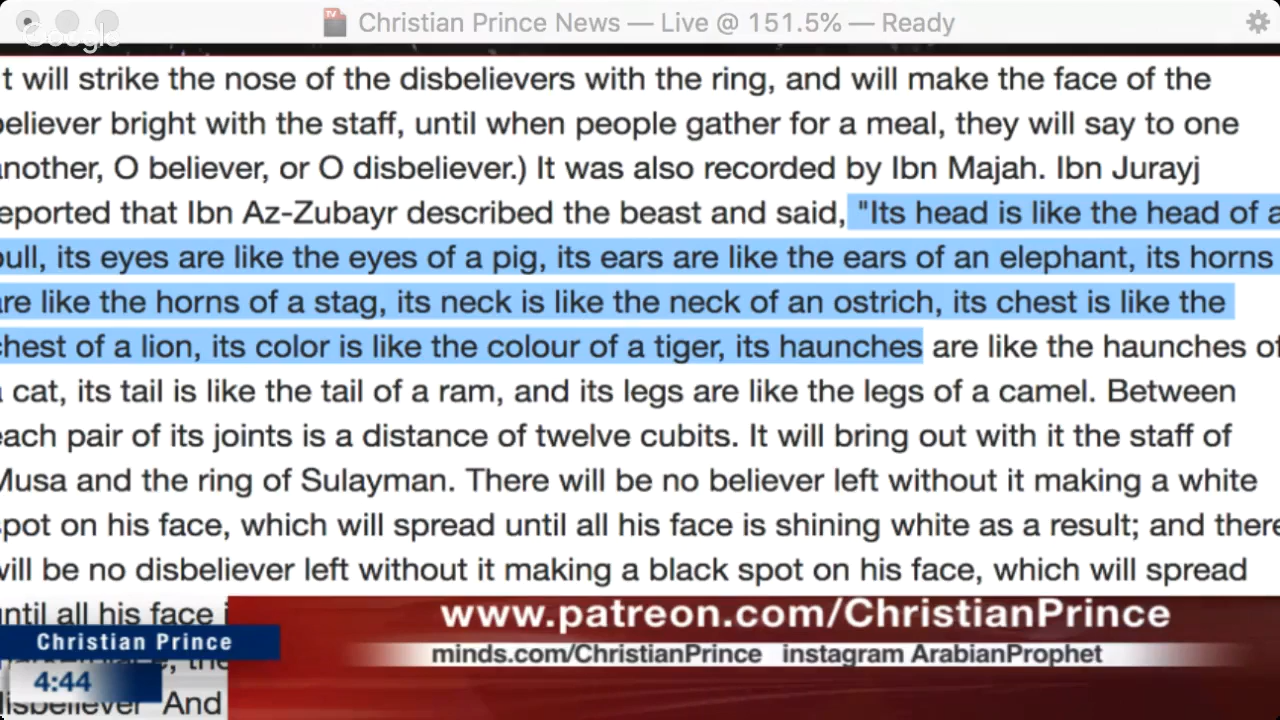 Christian Prince News — Live @ 151.5% — Ready
Google
t will strike the nose of the disbelievers with the ring, and will make the face of the
believer bright with the staff, until when people gather for a meal, they will say to one
another, O believer, or O disbeliever.) It was also recorded by Ibn Majah. Ibn Jurayj
reported that Ibn Az-Zubayr described the beast and said, "Its head is like the head of a
bull, its eyes are like the eyes of a pig, its ears are like the ears of an elephant, its horns
are like the horns of a stag, its neck is like the neck of an ostrich, its chest is like the
chest of a lion, its color is like the colour of a tiger, its haunches are like the haunches of
a cat, its tail is like the tail of a ram, and its legs are like the legs of a camel. Between
each pair of its joints is a distance of twelve cubits. It will bring out with it the staff of
Musa and the ring of Sulayman. There will be no believer left without it making a white
spot on his face, which will spread until all his face is shining white as a result; and there
will be no disbeliever left without it making a black spot on his face, which will spread
until all his face
www.patreon.com/ChristianPrince
Christian Prince
minds.com/ChristianPrince instagram ArabianProphet
4:44
disbeliever And